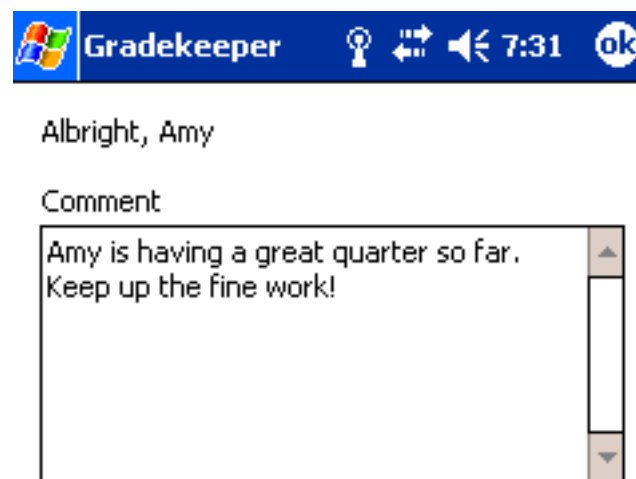 Gradekeeper 7:31 ok
Albright, Amy
Comment
Amy is having a great quarter so far.
Keep up the fine work!